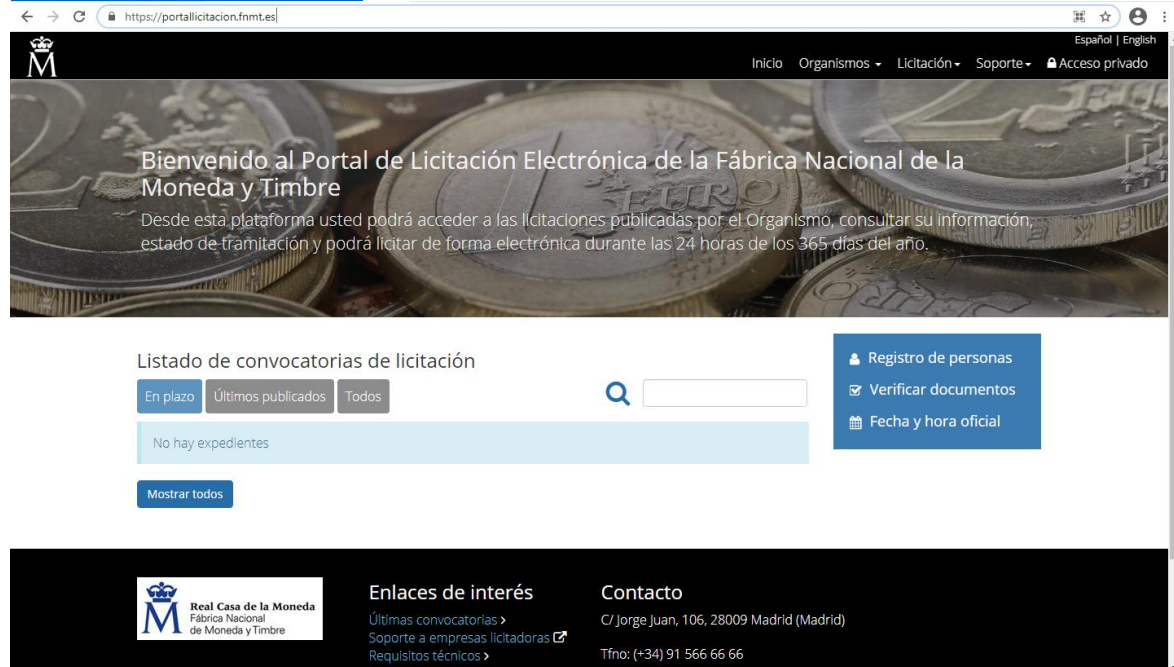 https://portallicitacion.fnmt.es
Español | English
M
Inicio Organismos Licitación Soporte Acceso privado
Bienvenido al Portal de Licitación Electrónica de la Fábrica Nacional de la
Moneda y Timbre
Desde esta plataforma usted podrá acceder a las licitaciones publicadas por el Organismo, consultar su información,
estado de tramitación y podrá licitar de forma electrónica durante las 24 horas de los 365 días del año.
Listado de convocatorias de licitación
En plazo Últimos publicados Todos
No hay expedientes
Mostrar todos
Registro de personas
Verificar documentos
Fecha y hora oficial
M
Real Casa de la Moneda
Fábrica Nacional
de Moneda y Timbre
Enlaces de interés
Últimas convocatorias >
Soporte a empresas licitadoras
Requisitos técnicos >
Contacto
C/ Jorge Juan, 106, 28009 Madrid (Madrid)
Tfno: (+34) 91 566 66 66